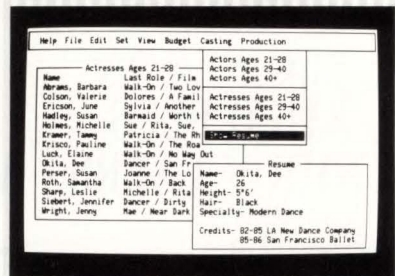 Help File Edit Set View Budget Casting Production
Actors Ages 21-28
Actors Ages 29-40
Actors Ages 40+
Actresses Ages 21-28
Actresses Ages 29-40
Actresses Ages 40+
Show Resume
Actresses Ages 21-28
Name Last Role / Film
Abrams, Barbara Walk-On / Two Lov
Colson, Valerie Dolores / A Famil
Ericson, June Sylvia / Another
Hadley, Susan Barmaid / Worth t
Holmes, Michelle Sue / Rita, Sue,
Kramer, Tammy Patricia / The Rh
Krisco, Pauline Walk-On / The Roa
Luck, Elaine Walk-On / No Way Out
Okita, Dee Dancer / San Fr
Perser, Susan Joanne / The Lo
Roth, Samantha Walk-On / Back
Sharp, Leslie Michelle / Rita
Siebert, Jennifer Dancer / Dirty
Wright, Jenny Mae / Near Dark
Resume
Name- Okita, Dee
Age- 26
Height- 5"6'
Hair- Black
Specialty- Modern Dance
Credits- 82-85 LA New Dance Company
85-86 San Francisco Ballet